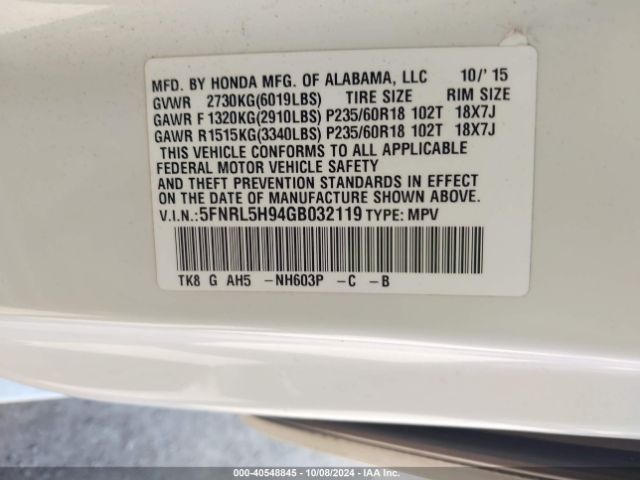 MFD. BY HONDA MFG. OF ALABAMA, LLC 10/'15
GVWR 2730KG(6019LBS) TIRE SIZE RIM SIZE
GAWR F 1320KG(2910LBS) P235/60R18 102T 18X7J
GAWR R1515KG(3340LBS) P235/60R18 102T 18X7J
THIS VEHICLE CONFORMS TO ALL APPLICABLE
FEDERAL MOTOR VEHICLE SAFETY
AND THEFT PREVENTION STANDARDS IN EFFECT
ON THE DATE OF MANUFACTURE SHOWN ABOVE.
V.I.N.:5FNRL5H94GB032119 TYPE: MPV
TK8 G AH5 -NH603P -C -B
000-40548845 | 10/08/2024 | © IAA Inc.